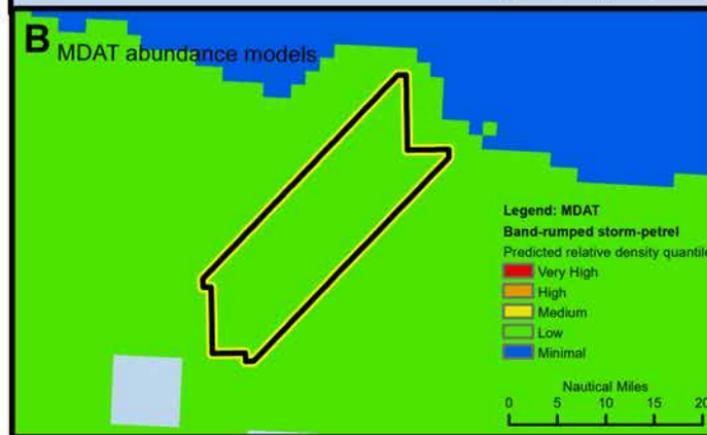 B MDAT abundance models
Legend: MDAT
Band-rumped storm-petrel
Predicted relative density quantile
Very High
High
Medium
Low
Minimal
Nautical Miles
0 5 10 15 20